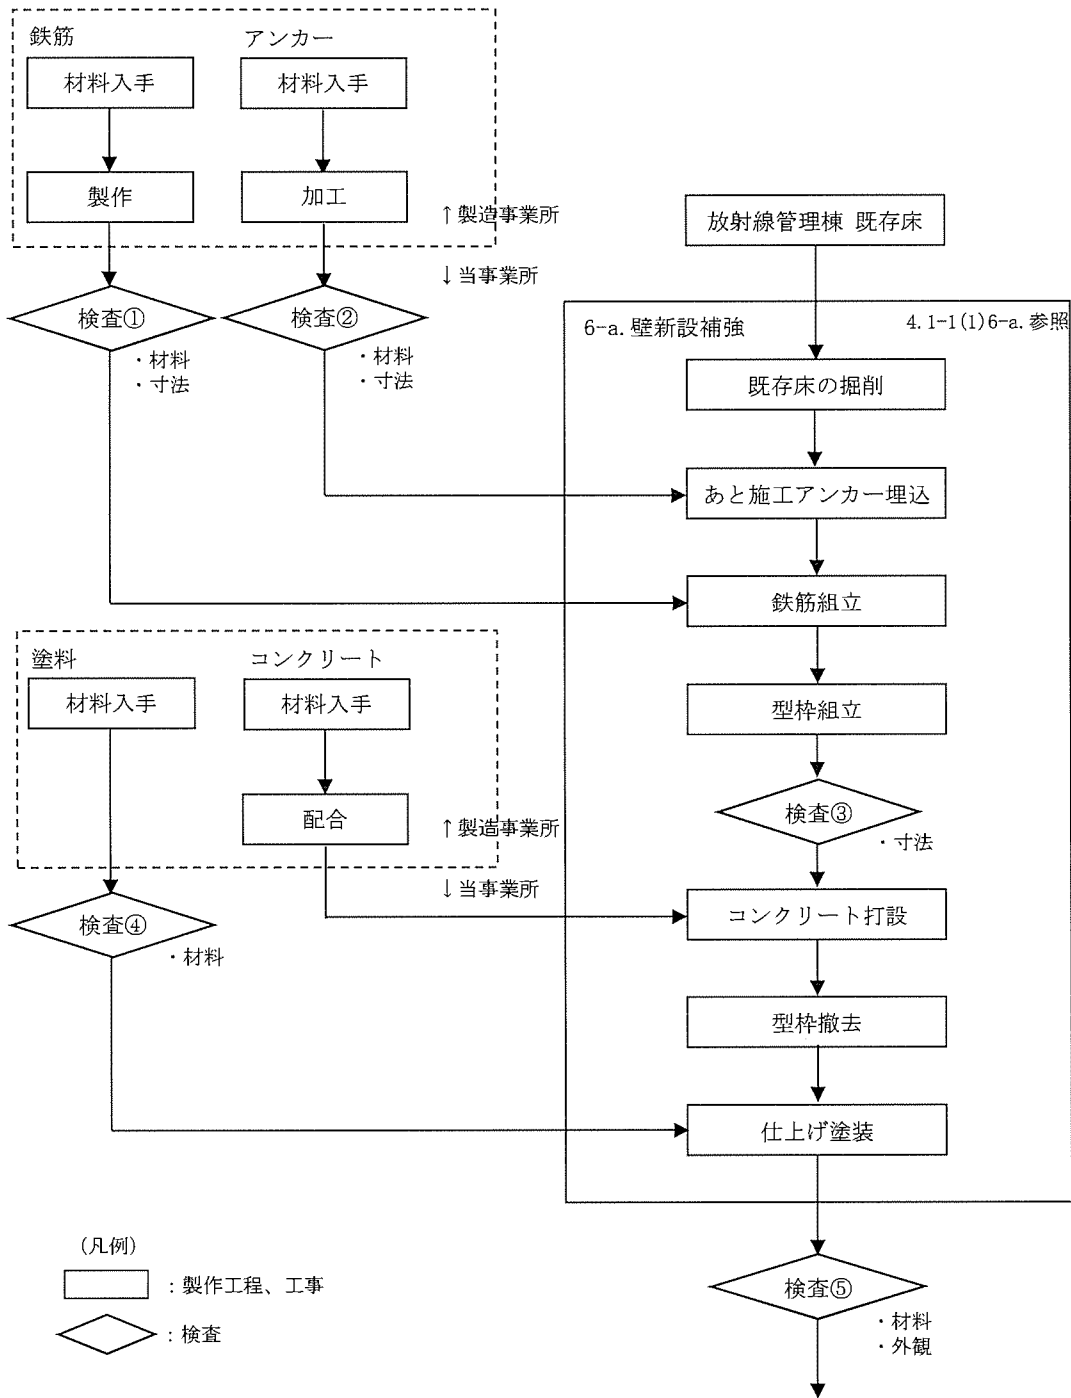 鉄筋
アンカー
材料入手
材料入手
製作
加工
↑製造事業所
↓当事業所
検査①
・材料
・寸法
検査②
・材料
・寸法
放射線管理棟 既存床
6-a.壁新設補強
4.1-1(1)6-a.参照
既存床の掘削
あと施工アンカー埋込
鉄筋組立
型枠組立
検査③
・寸法
塗料
コンクリート
材料入手
材料入手
配合
↑製造事業所
↓当事業所
検査④
・材料
コンクリート打設
型枠撤去
仕上げ塗装
検査⑤
・材料
・外観
(凡例)
：製作工程、工事
：検査